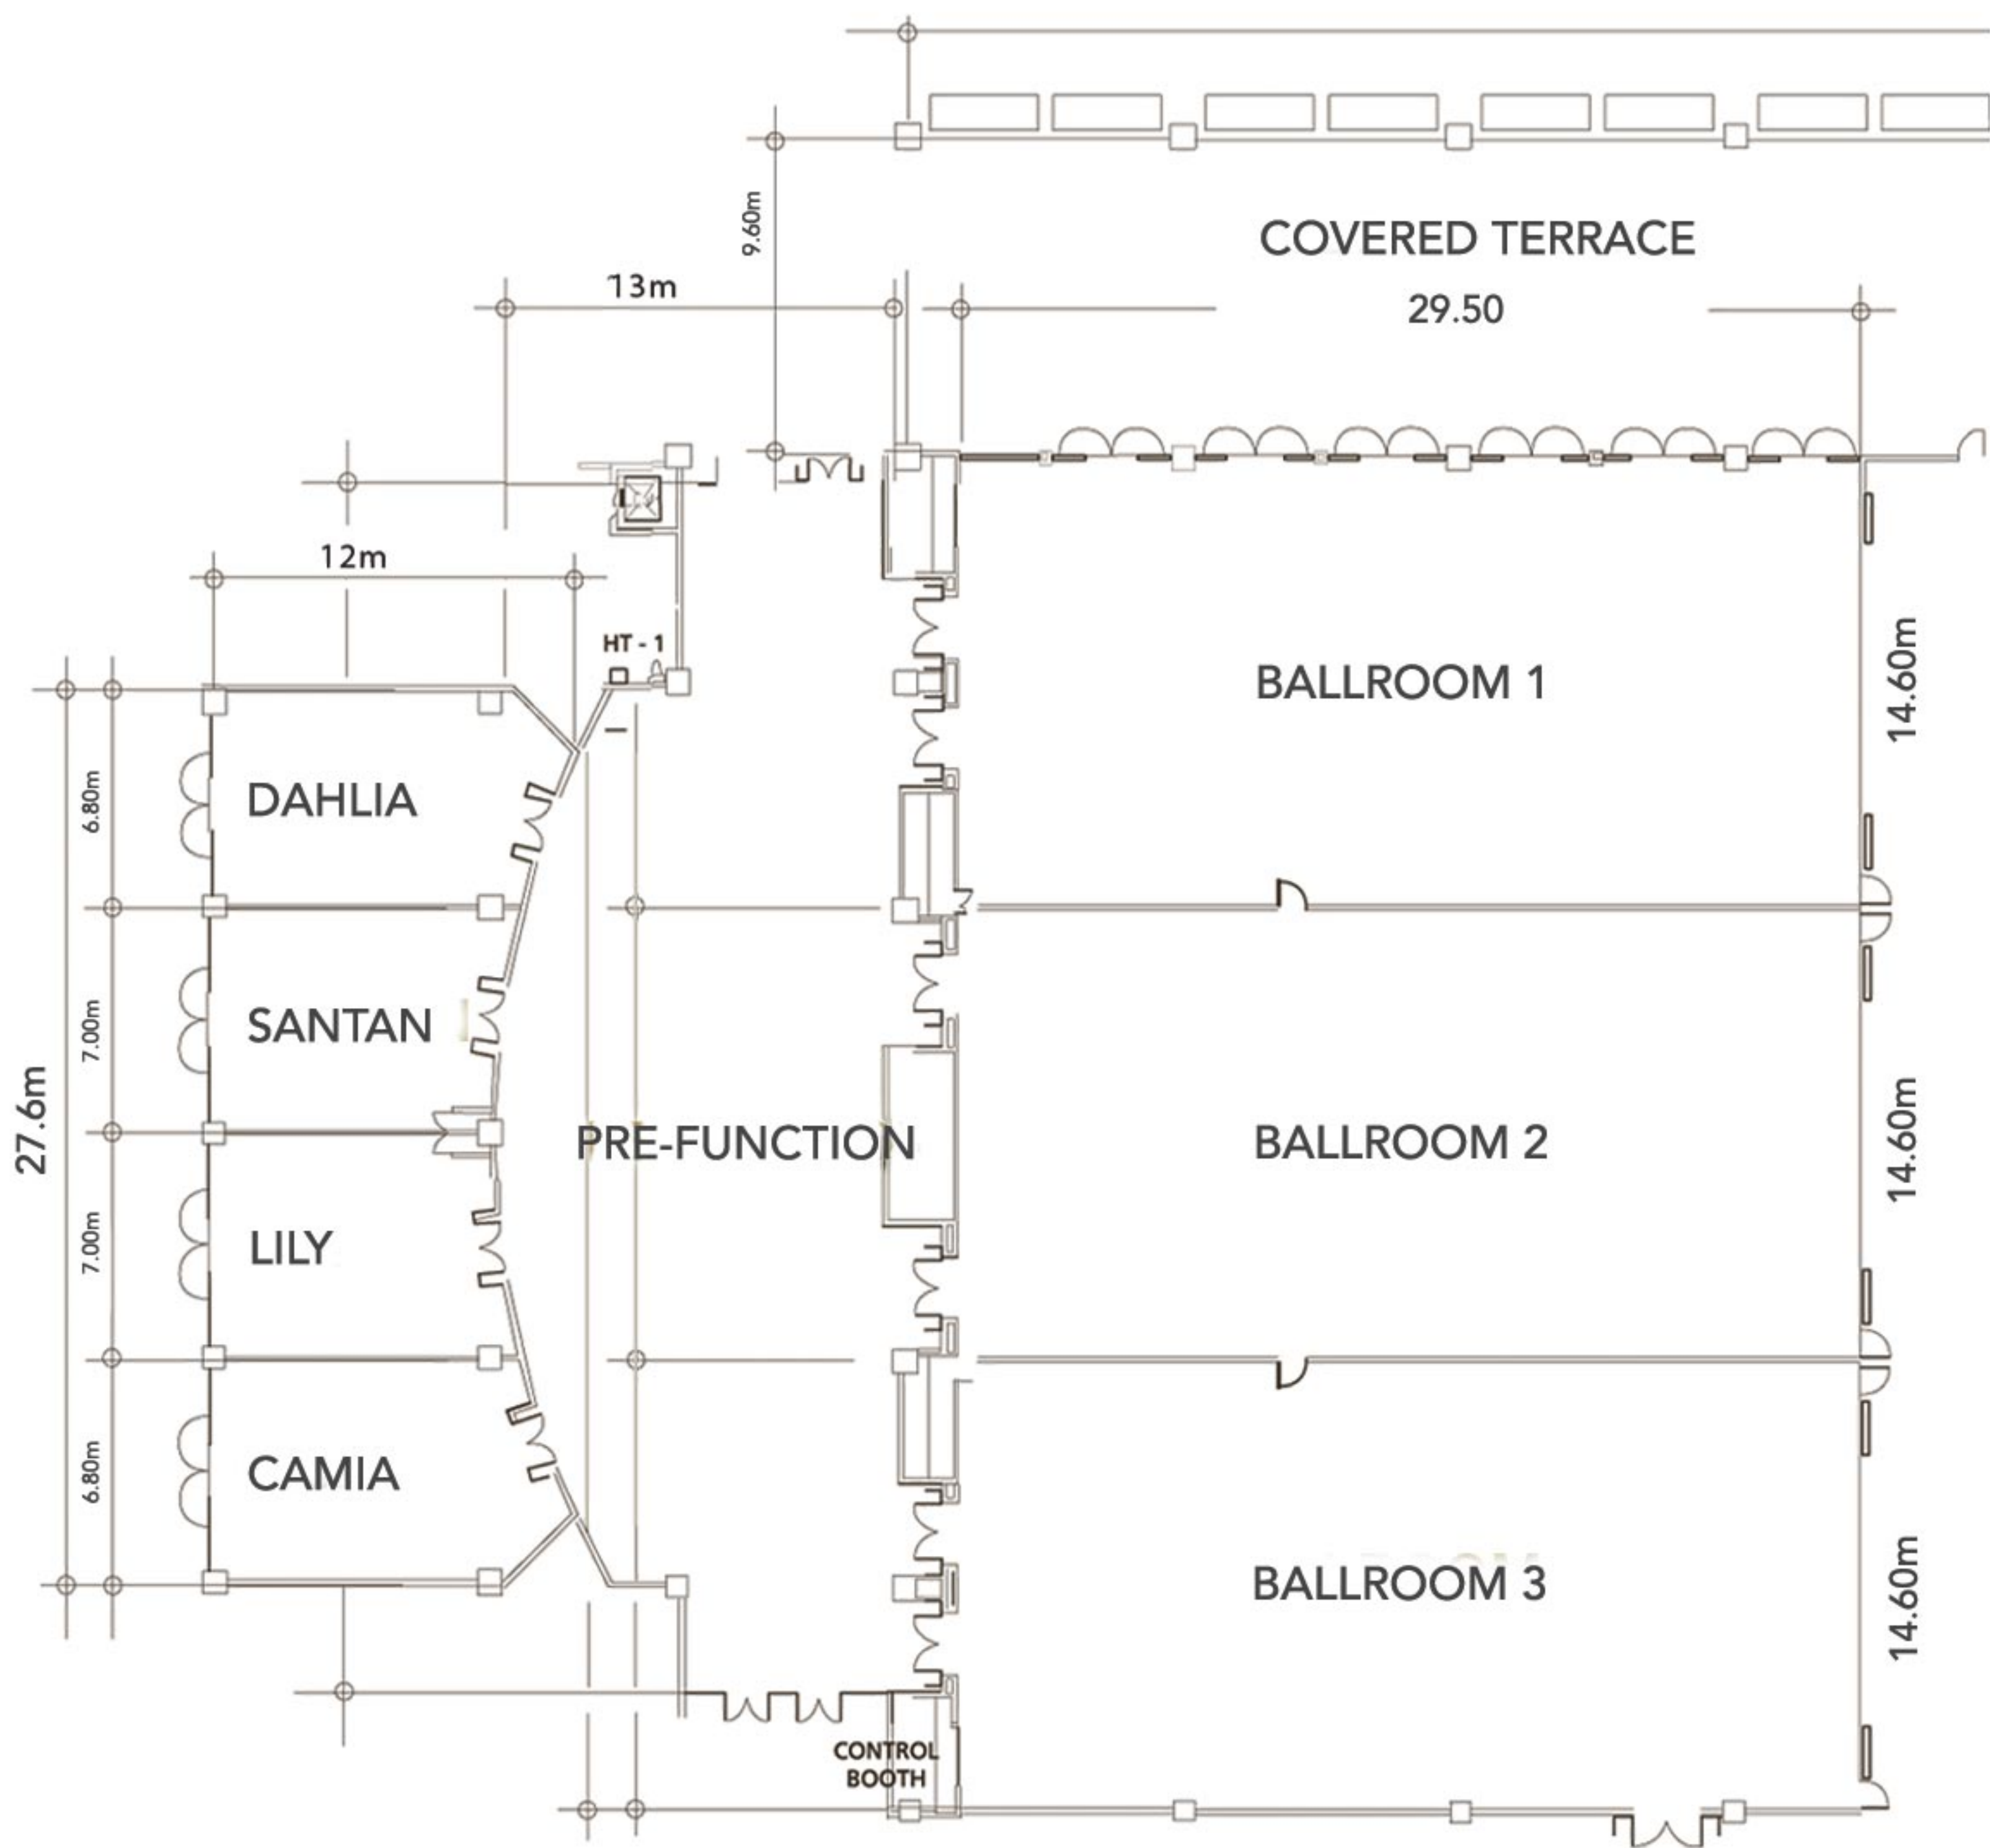 9.60m
COVERED TERRACE
13m
29.50
12m
HT - 1
BALLROOM 1
14.60m
DAHLIA
6.80m
SANTAN
7.00m
27.6m
PRE-FUNCTION
BALLROOM 2
14.60m
LILY
7.00m
CAMIA
6.80m
BALLROOM 3
14.60m
CONTROL
BOOTH